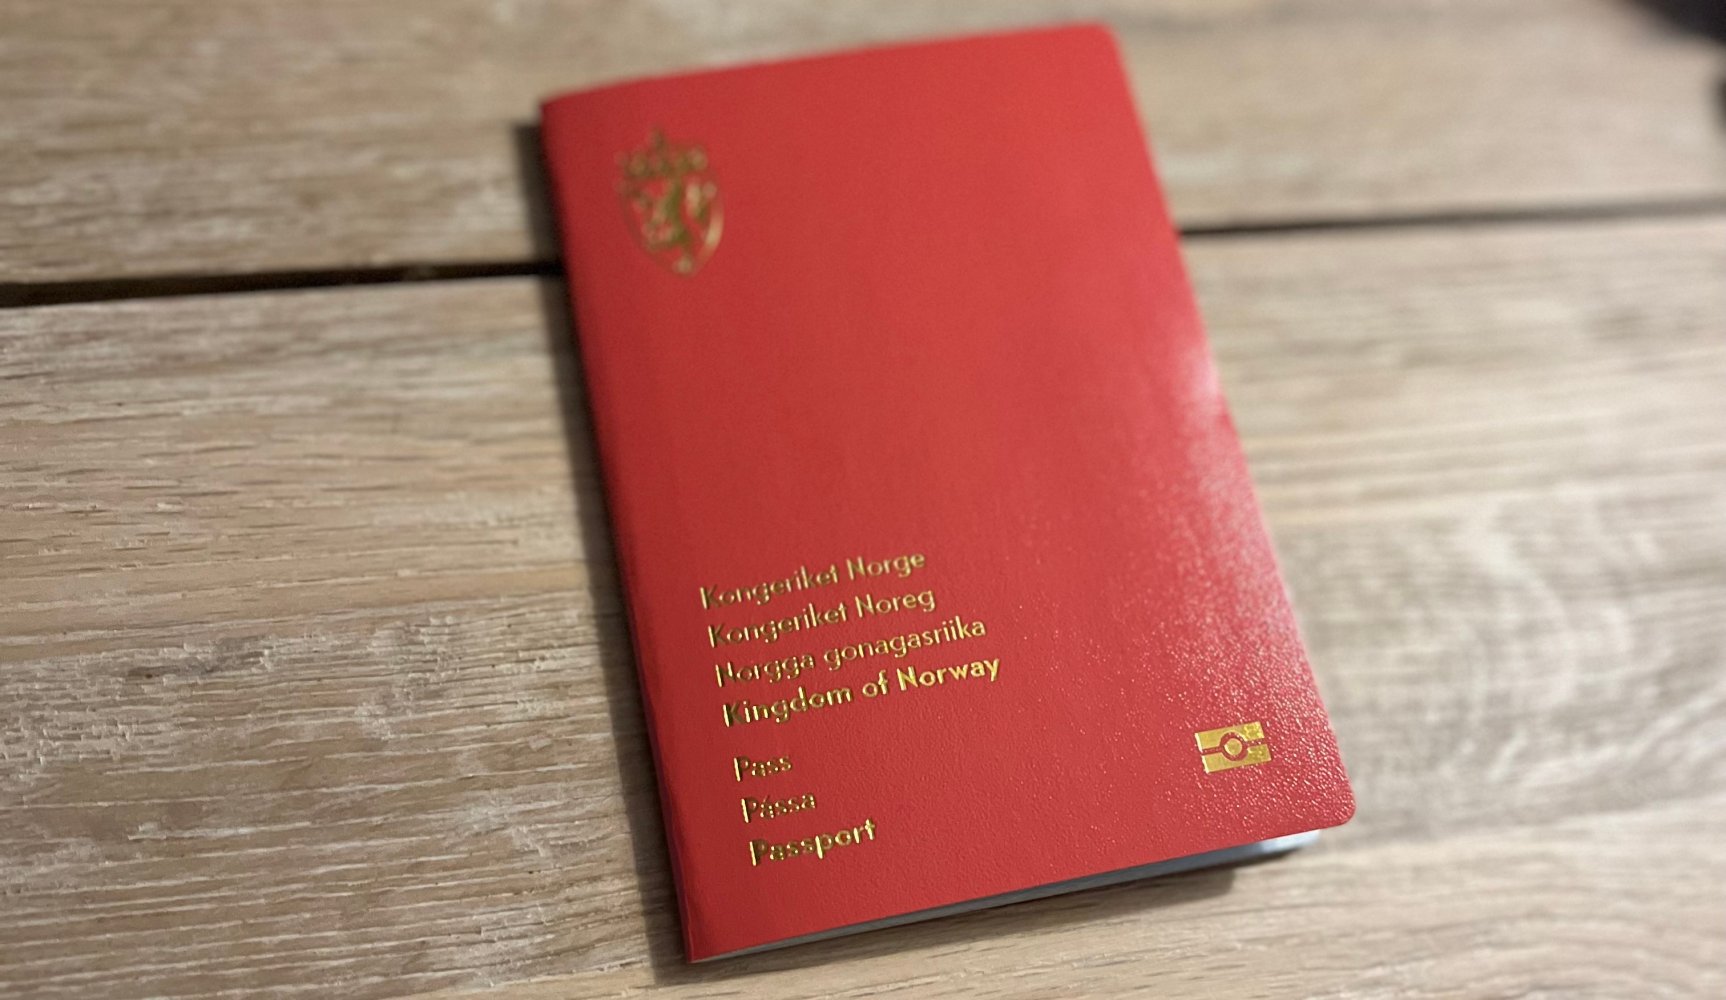 Kongeriket Norge
Kongeriket Noreg
Norgga gonagasriika
Kingdom of Norway
Pass
Pássa
Passport